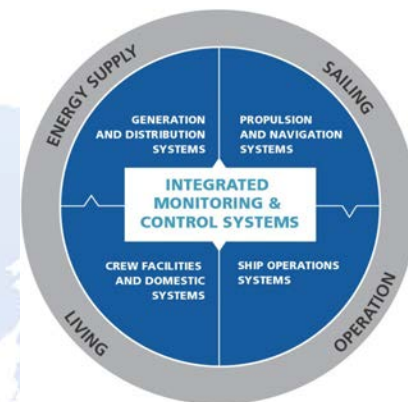 ENERGY SUPPLY
SAILING
GENERATION
AND DISTRIBUTION
SYSTEMS
PROPULSION
AND NAVIGATION
SYSTEMS
INTEGRATED
MONITORING &
CONTROL SYSTEMS
CREW FACILITIES
AND DOMESTIC
SYSTEMS
SHIP OPERATIONS
SYSTEMS
LIVING
OPERATION